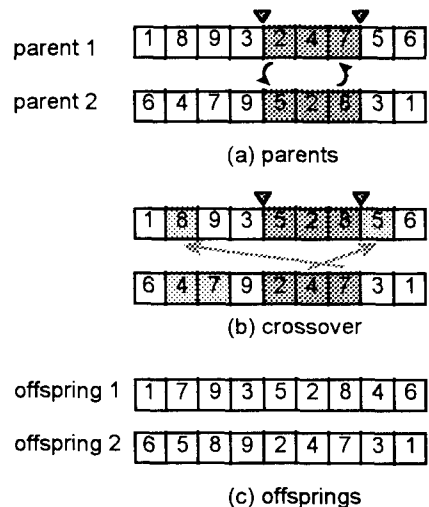 parent 1 1 8 9 3 2 4 7 5 6
parent 2 6 4 7 9 5 2 8 3 1
(a) parents
1 8 9 3 5 2 8 5 6
6 4 7 9 2 4 7 3 1
(b) crossover
offspring 1 1 7 9 3 5 2 8 4 6
offspring 2 6 5 8 9 2 4 7 3 1
(c) offsprings